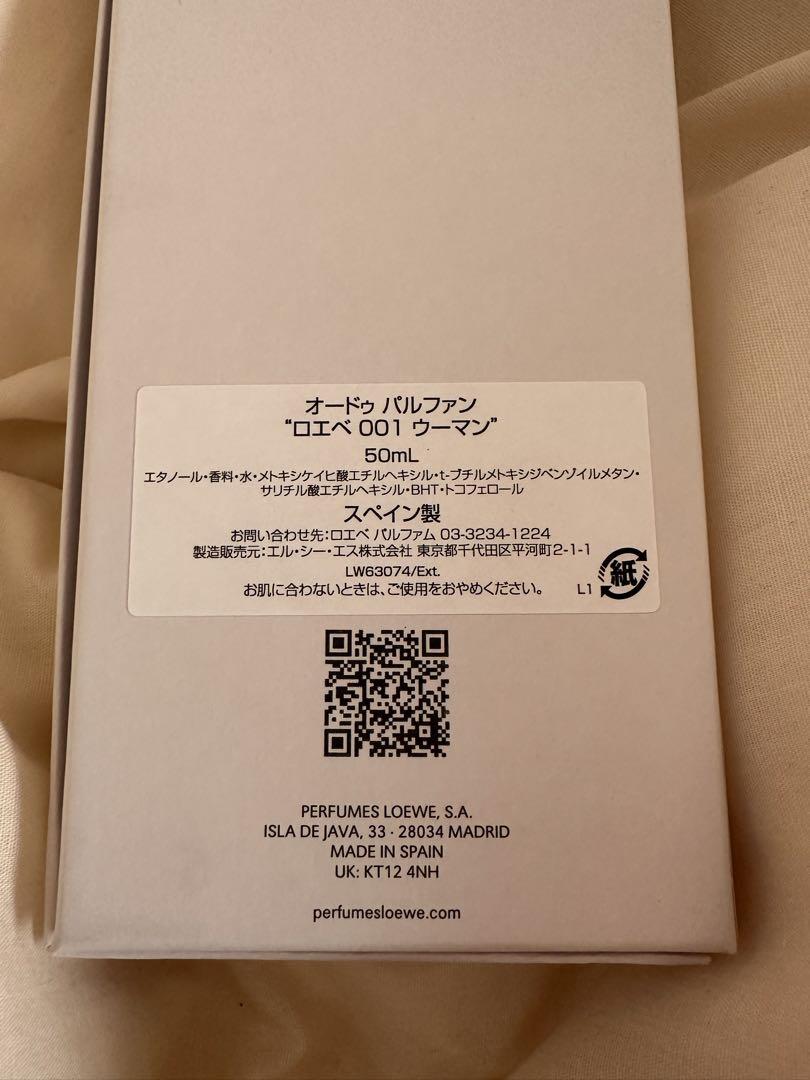 オードゥ パルファン
“ロエベ 001 ウーマン”
50mL
エタノール・香料・水・メトキシケイヒ酸エチルヘキシル・t-ブチルメトキシジベンゾイルメタン・
サリチル酸エチルヘキシル・BHT・トコフェロール
スペイン製
お問い合わせ先:ロエベ パルファム 03-3234-1224
製造販売元:エル・シー・エス株式会社 東京都千代田区平河町2-1-1
LW63074/Ext.
お肌に合わないときは、ご使用をおやめください。 L1 紙
PERFUMES LOEWE, S.A.
ISLA DE JAVA, 33 · 28034 MADRID
MADE IN SPAIN
UK: KT12 4NH
perfumesloewe.com